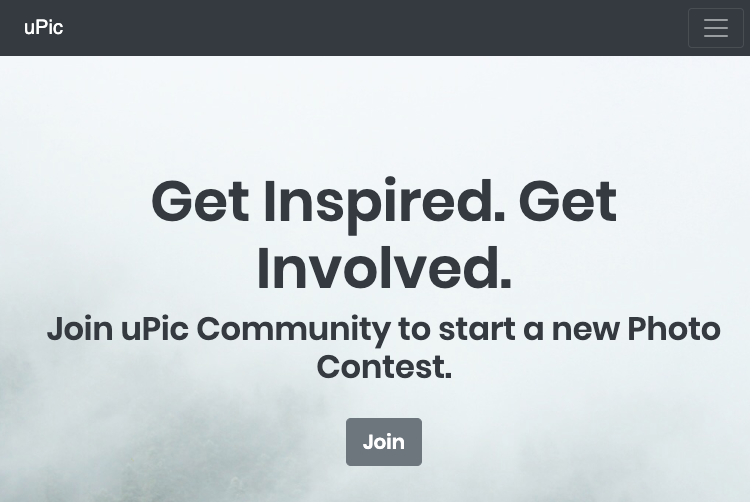 uPic
Get Inspired. Get
Involved.
Join uPic Community to start a new Photo
Contest.
Join